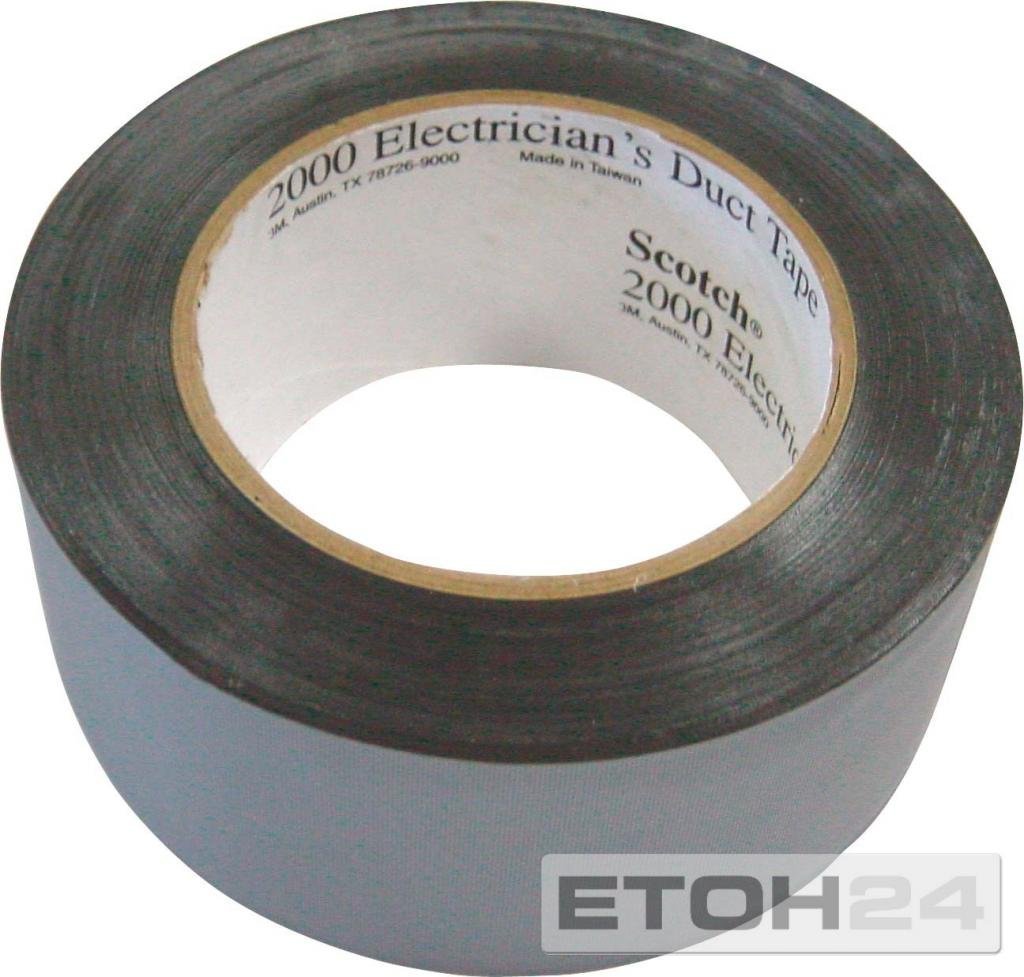 2000 Electrician's Duct Tape
3M, Austin, TX 78726-9000
Made in Taiwan
Scotch®
2000 Electric
3M, Austin, TX 78726-9000
ETOH24